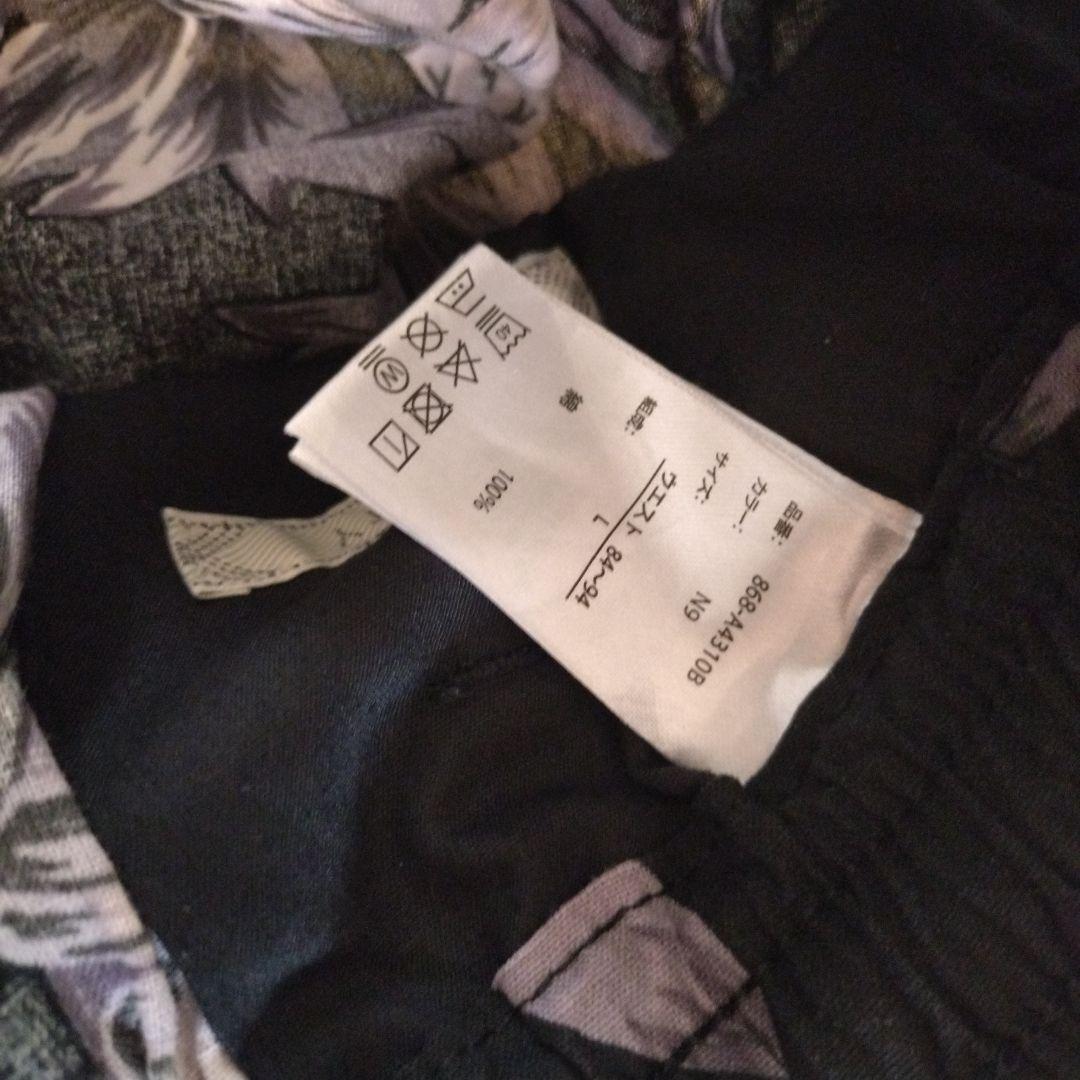 品番: 868-A4310B
カラー: N9
サイズ: L
ウエスト 84~94
組成:
綿 100%
40
W